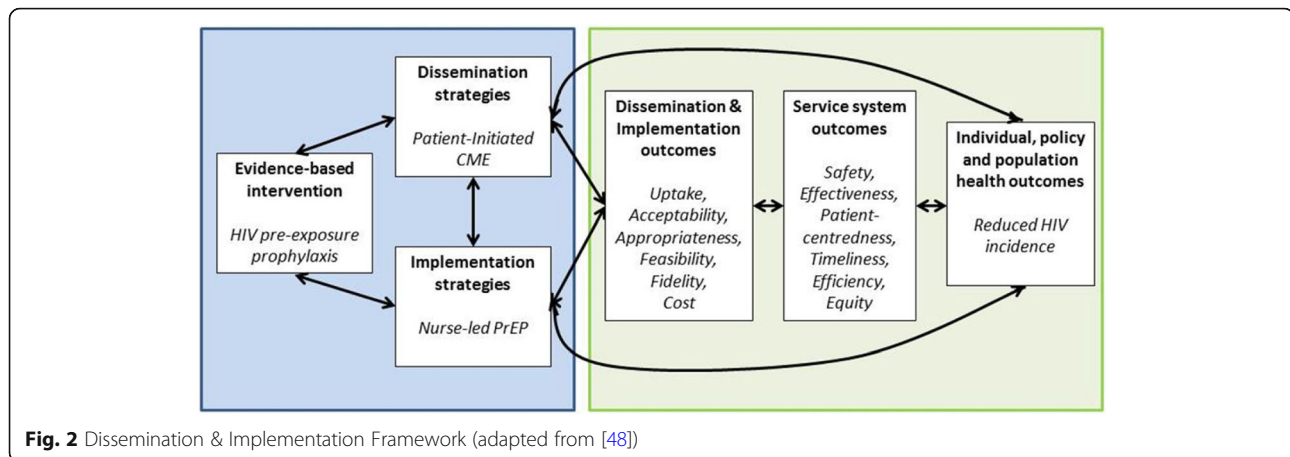 Evidence-based
intervention
HIV pre-exposure
prophylaxis
Dissemination
strategies
Patient-Initiated
CME
Implementation
strategies
Nurse-led PrEP
Dissemination &
Implementation
outcomes
Uptake,
Acceptability,
Appropriateness,
Feasibility,
Fidelity,
Cost
Service system
outcomes
Safety,
Effectiveness,
Patient-
centredness,
Timeliness,
Efficiency,
Equity
Individual, policy
and population
health outcomes
Reduced HIV
incidence
Fig. 2 Dissemination & Implementation Framework (adapted from [48])